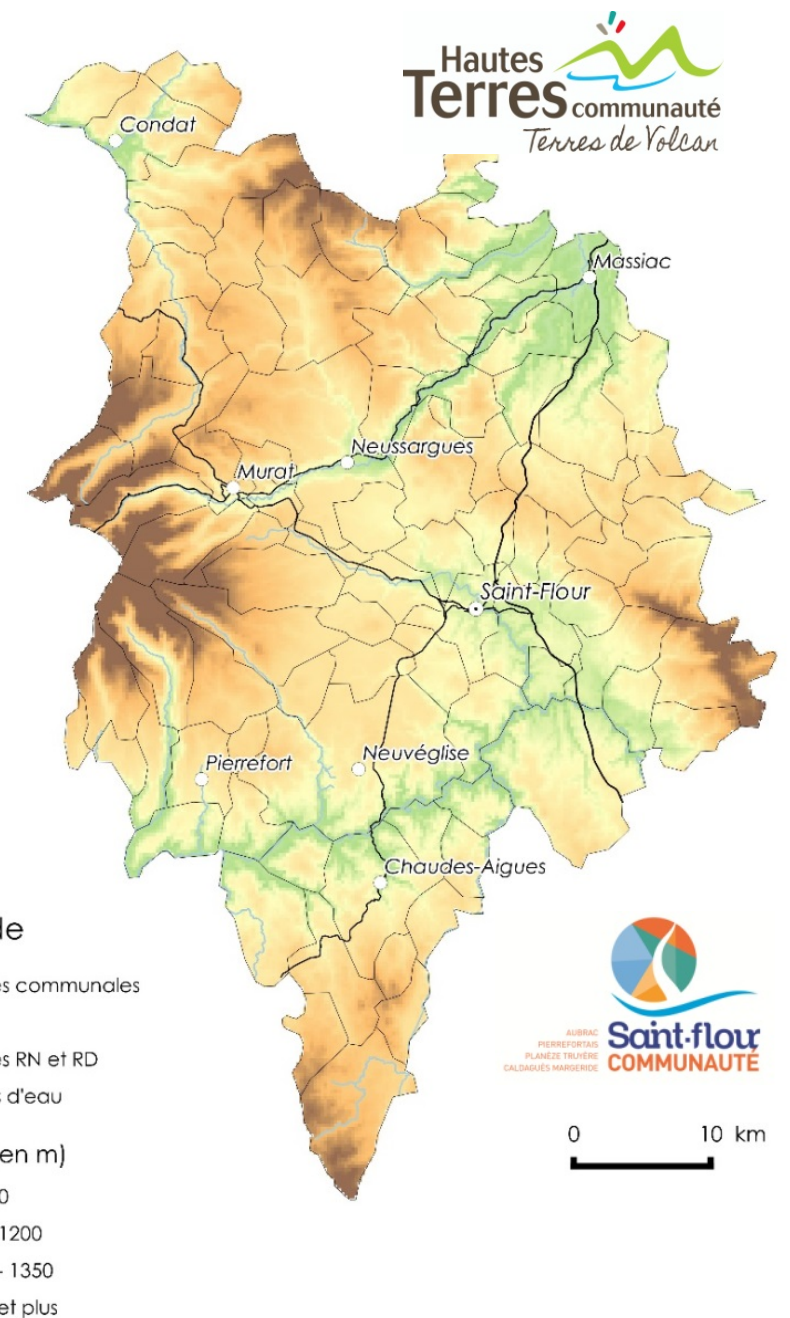 Hautes
Terres communauté
Terres de Volcan
Condat
Massiac
Neussargues
Murat
Saint-Flour
Neuvéglise
Pierrefort
Chaudes-Aigues
de
es communales
es RN et RD
s d'eau
en m)
0
1200
- 1350
et plus
AUBRAC
PIERREFORTAIS
PLANÈZE TRUYÈRE
CALDAGUÈS MARGERIDE
Saint-flour
COMMUNAUTÉ
0 10 km